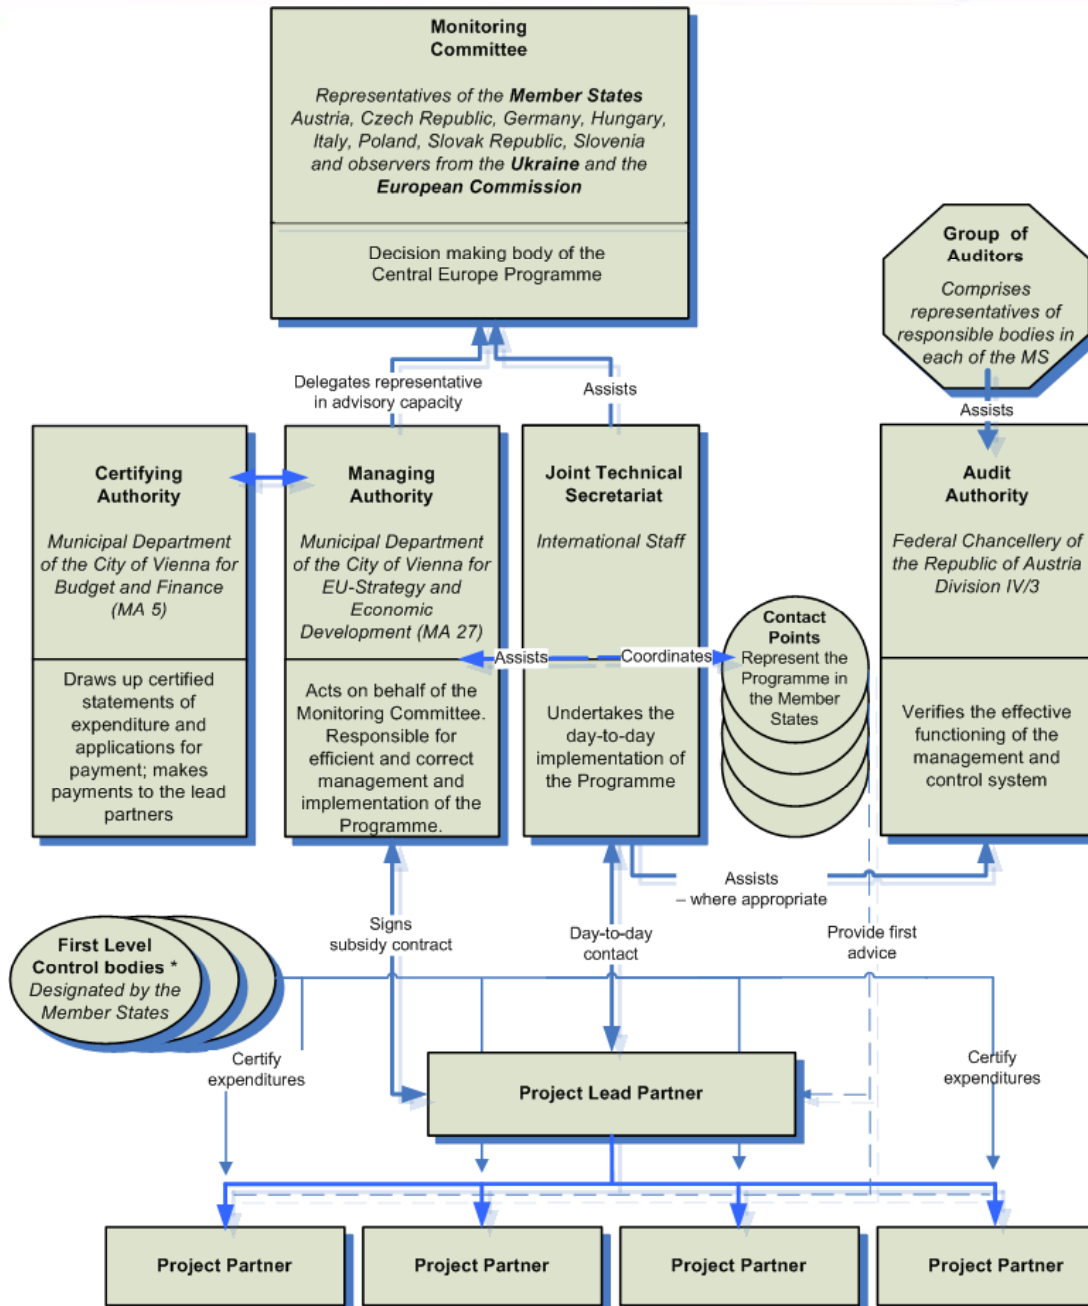 Monitoring
Committee
Representatives of the Member States
Austria, Czech Republic, Germany, Hungary,
Italy, Poland, Slovak Republic, Slovenia
and observers from the Ukraine and the
European Commission
Decision making body of the
Central Europe Programme
Group of
Auditors
Comprises
representatives of
responsible bodies in
each of the MS
Delegates representative
in advisory capacity
Assists
Assists
Certifying
Authority
Municipal Department
of the City of Vienna for
Budget and Finance
(MA 5)
Draws up certified
statements of
expenditure and
applications for
payment; makes
payments to the lead
partners
Managing
Authority
Municipal Department
of the City of Vienna for
EU-Strategy and
Economic
Development (MA 27)
Acts on behalf of the
Monitoring Committee.
Responsible for
efficient and correct
management and
implementation of the
Programme.
Joint Technical
Secretariat
International Staff
Assists
Coordinates
Undertakes the
day-to-day
implementation of
the Programme
Contact
Points
Represent the
Programme in
the Member
States
Audit
Authority
Federal Chancellery of
the Republic of Austria
Division IV/3
Verifies the effective
functioning of the
management and
control system
Assists
– where appropriate
Signs
subsidy contract
Day-to-day
contact
Provide first
advice
First Level
Control bodies *
Designated by the
Member States
Certify
expenditures
Certify
expenditures
Project Lead Partner
Project Partner
Project Partner
Project Partner
Project Partner